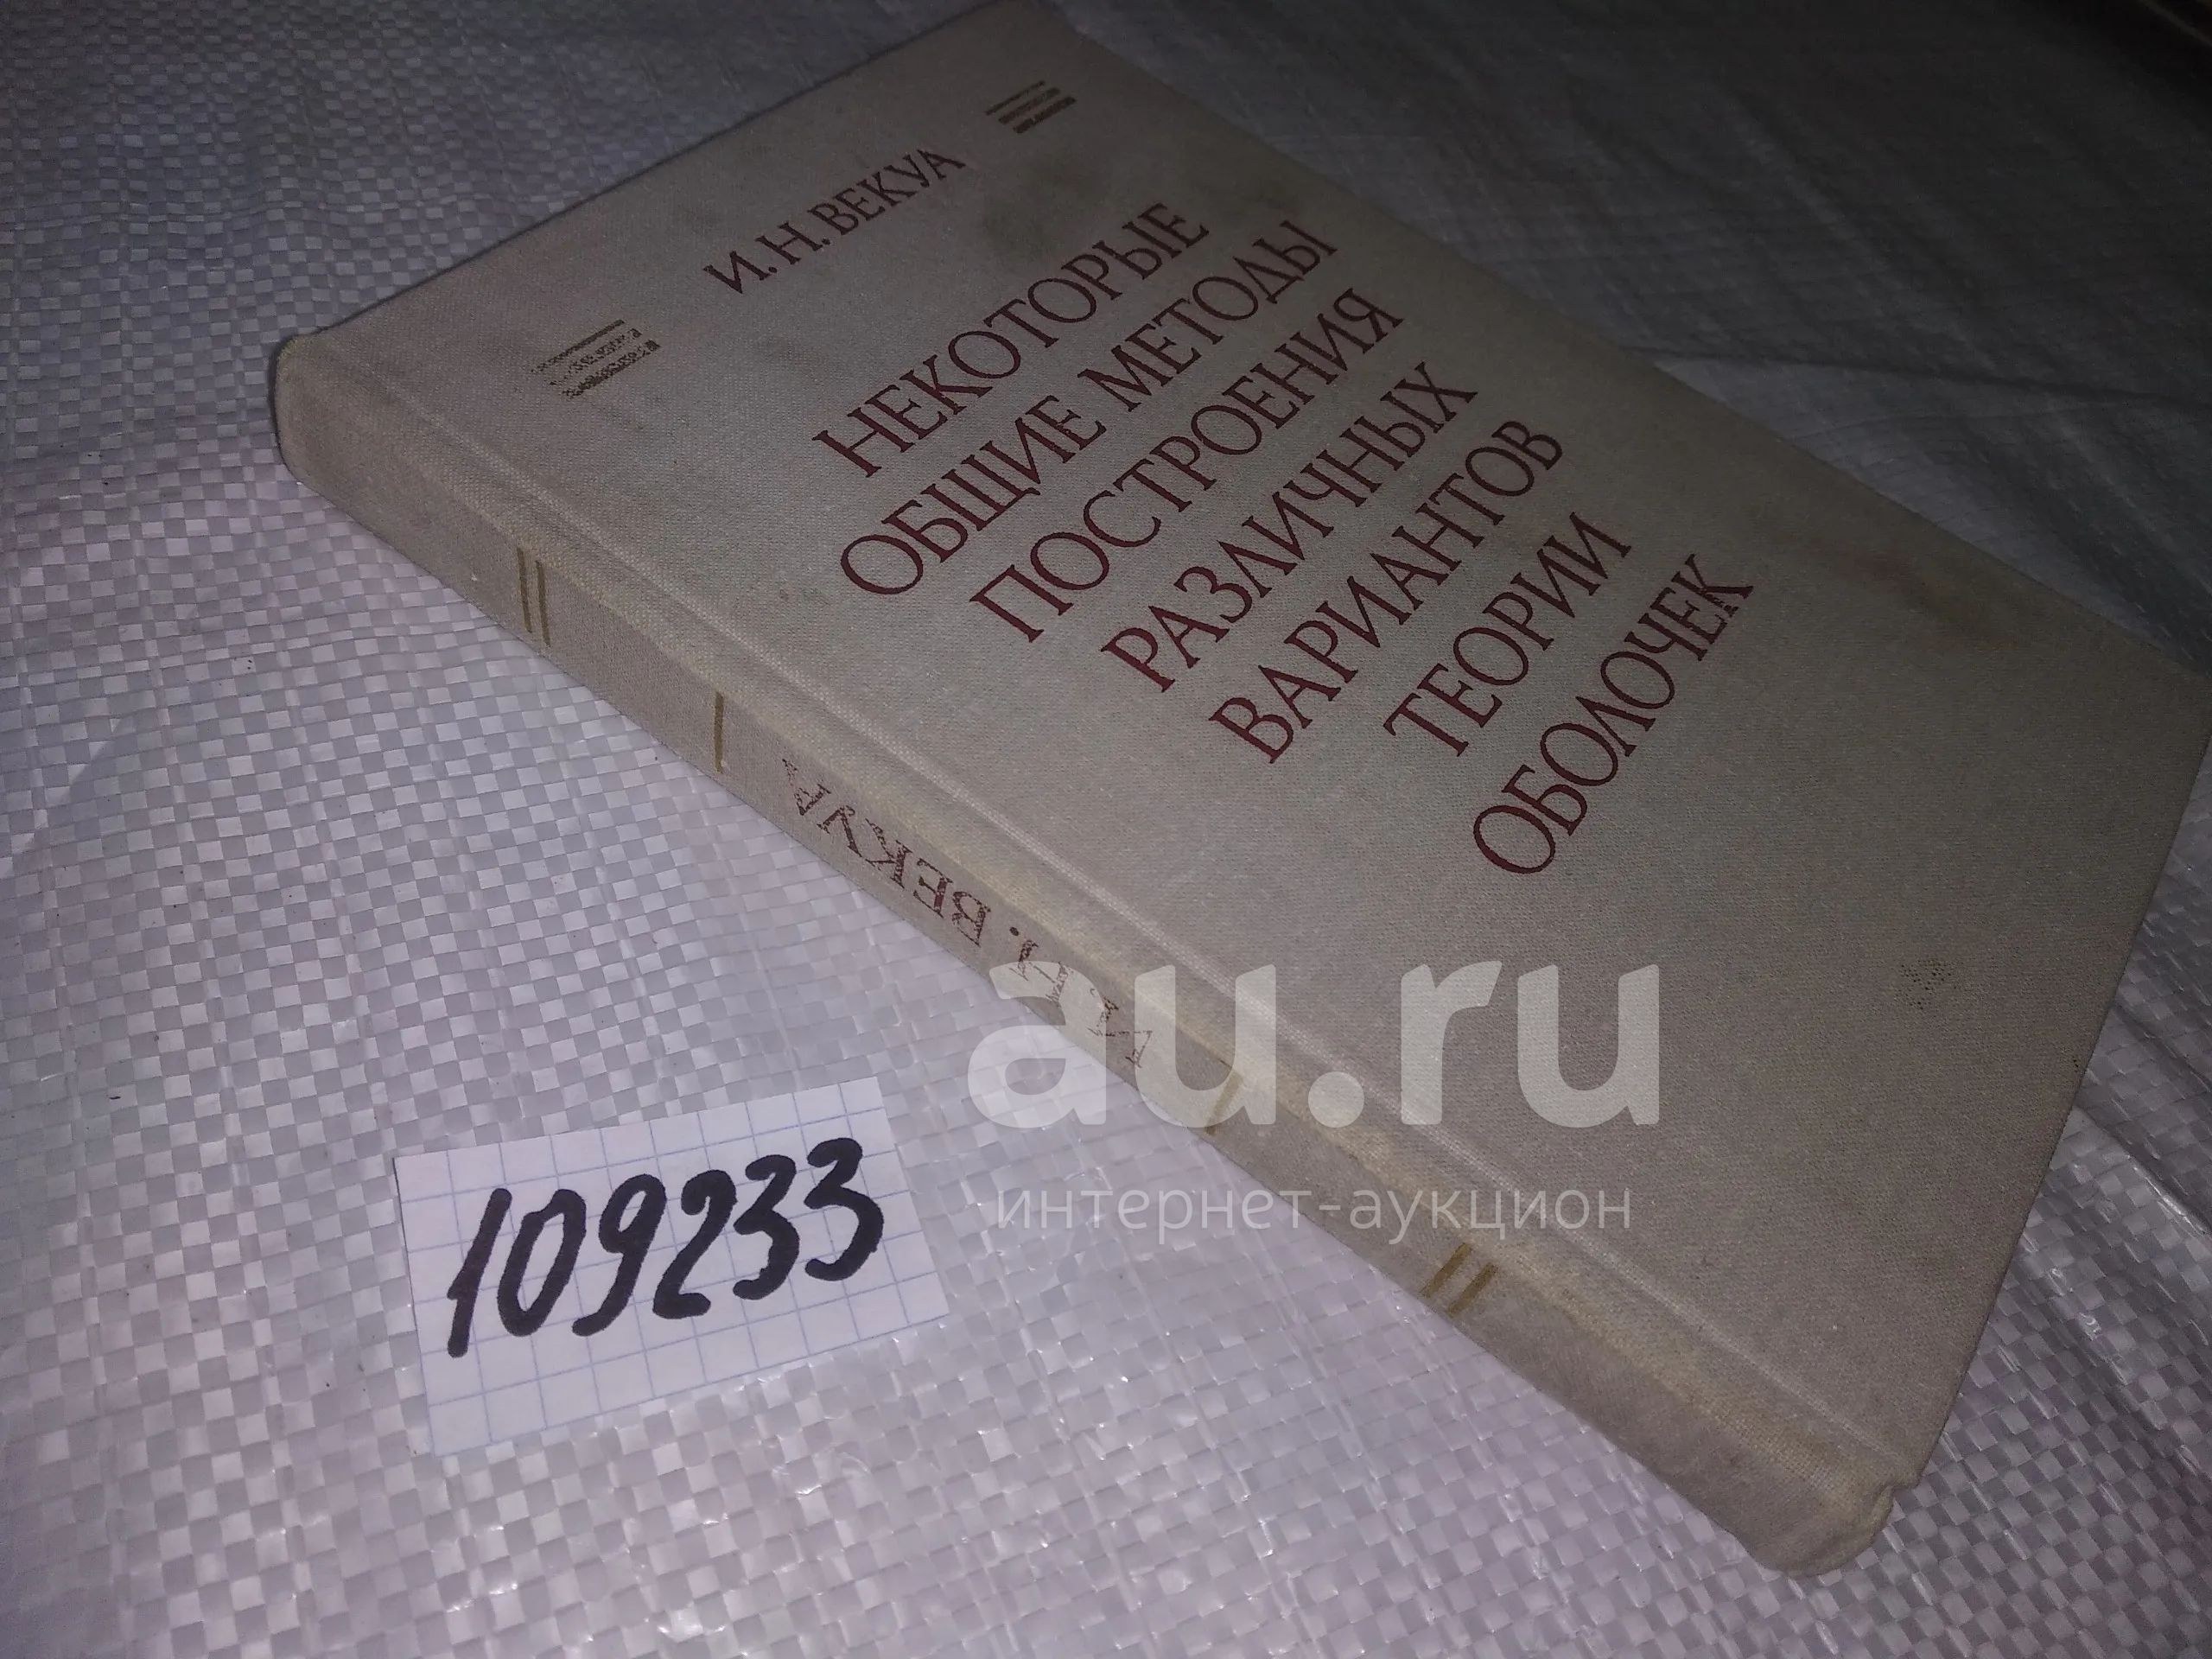 И.Н. ВЕКУА
НЕКОТОРЫЕ
ОБЩИЕ МЕТОДЫ
ПОСТРОЕНИЯ
РАЗЛИЧНЫХ
ВАРИАНТОВ
ТЕОРИИ
ОБОЛОЧЕК
И. Н. ВЕКУА
109233
au.ru
интернет-аукцион